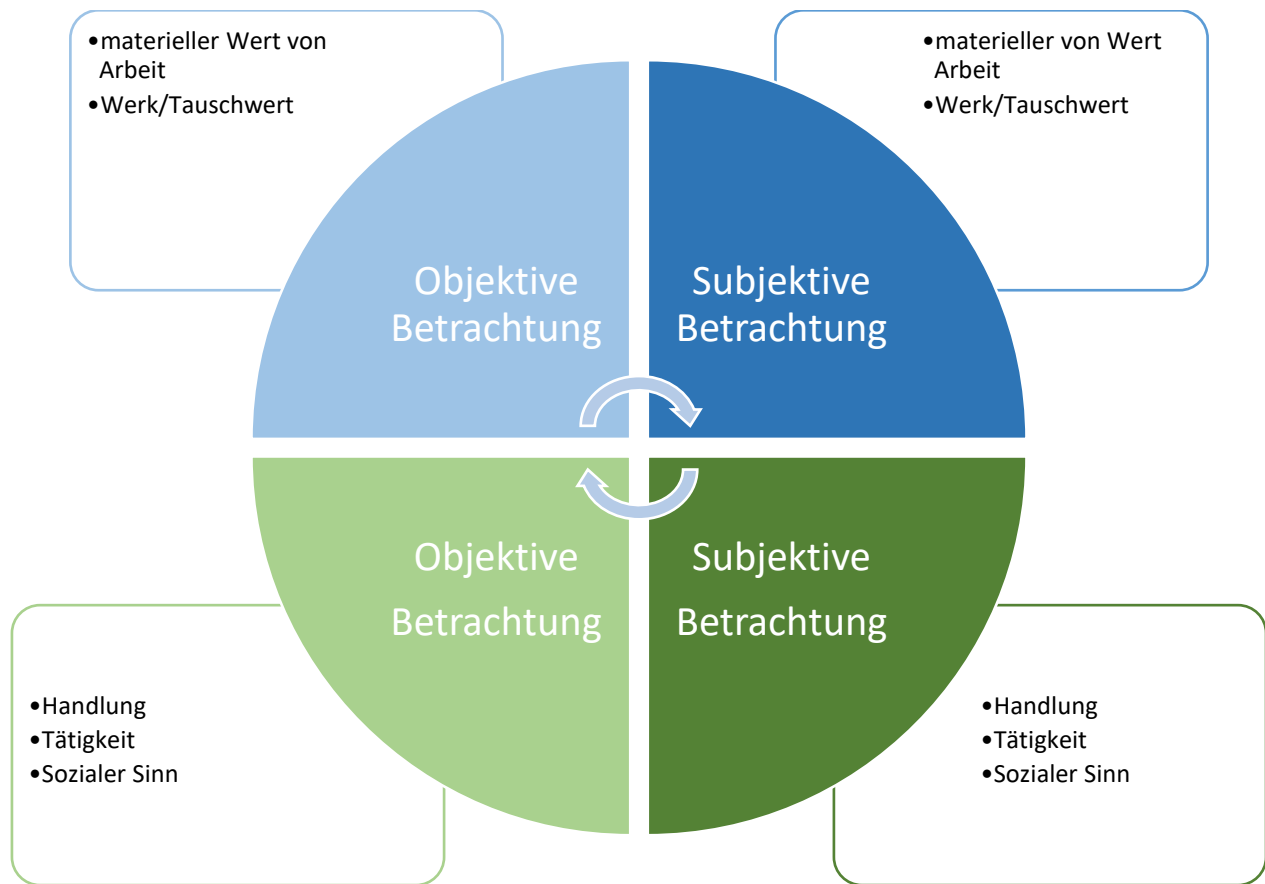 •materieller Wert von
Arbeit
•Werk/Tauschwert
•materieller von Wert
Arbeit
•Werk/Tauschwert
Objektive
Betrachtung
Subjektive
Betrachtung
Objektive
Betrachtung
Subjektive
Betrachtung
•Handlung
•Tätigkeit
•Sozialer Sinn
•Handlung
•Tätigkeit
•Sozialer Sinn